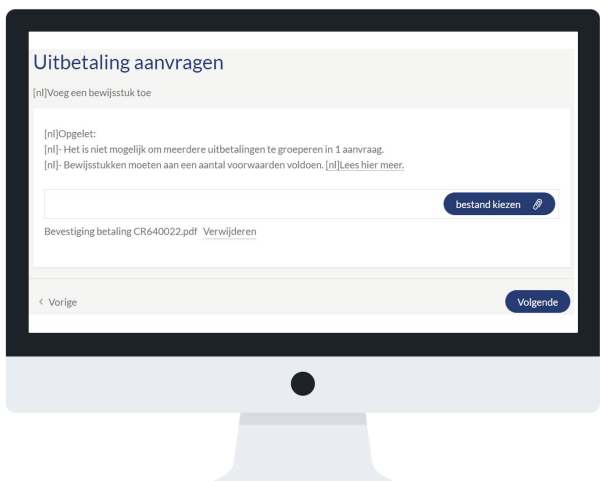 Uitbetaling aanvragen
[nl]Voeg een bewijsstuk toe
[nl]Opgelet:
[nl]- Het is niet mogelijk om meerdere uitbetalingen te groeperen in 1 aanvraag.
[nl]- Bewijsstukken moeten aan een aantal voorwaarden voldoen. [nl]Lees hier meer.
bestand kiezen
Bevestiging betaling CR640022.pdf Verwijderen
< Vorige
Volgende